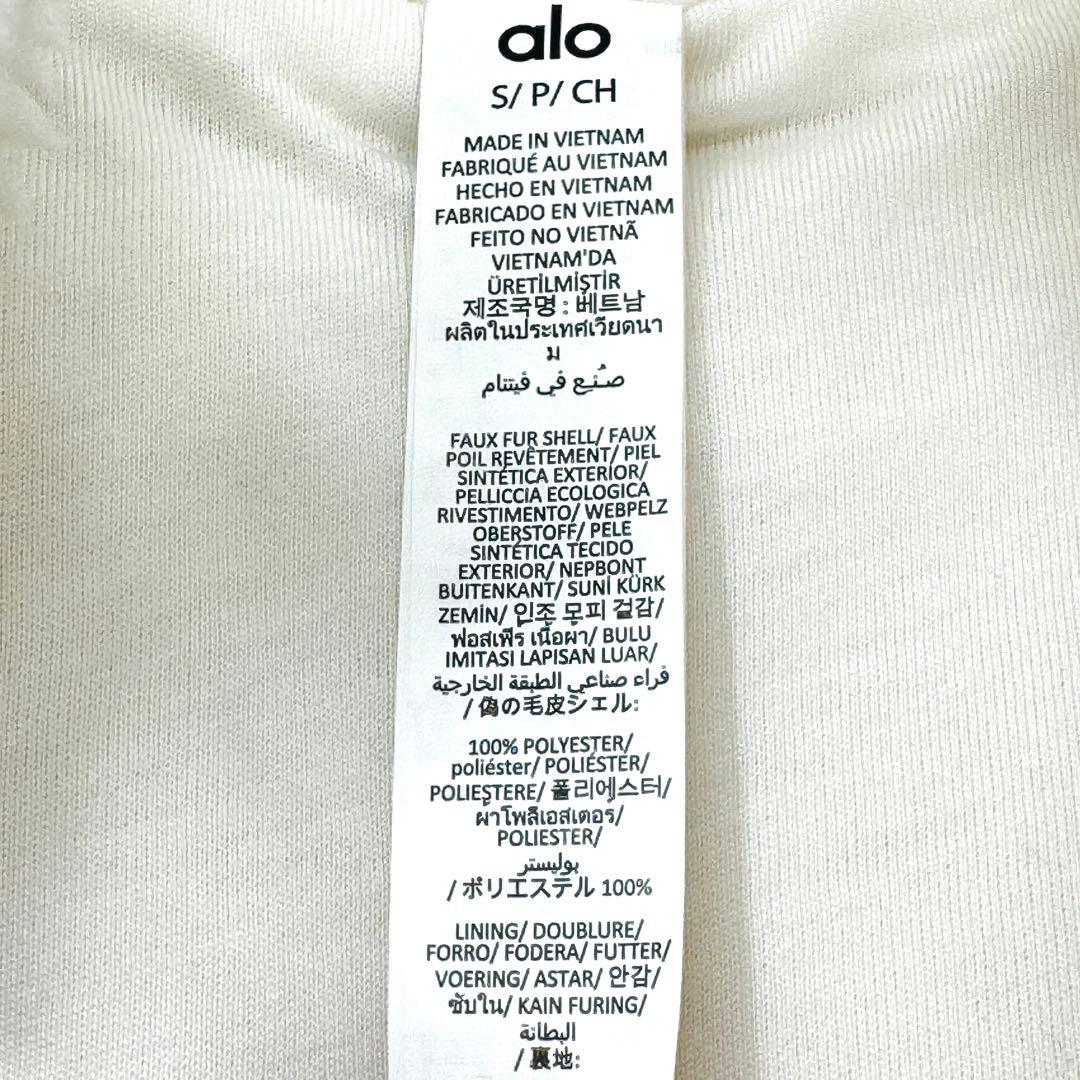 alo
S/ P/ CH
MADE IN VIETNAM
FABRIQUÉ AU VIETNAM
HECHO EN VIETNAM
FABRICADO EN VIETNAM
FEITO NO VIETNÃ
VIETNAM'DA
ÜRETİLMİŞTİR
제조국명 : 베트남
ผลิตในประเทศเวียดนา
ม
صُنع في فيتنام
FAUX FUR SHELL/ FAUX
POIL REVÊTEMENT/ PIEL
SINTÉTICA EXTERIOR/
PELLICCIA ECOLOGICA
RIVESTIMENTO/ WEBPELZ
OBERSTOFF/ PELE
SINTÉTICA TECIDO
EXTERIOR/ NEPBONT
BUITENKANT/ SUNİ KÜRK
ZEMİN/ 인조 모피 겉감/
ฟอสเฟีร เนื้อผ้า/ BULU
IMITASI LAPISAN LUAR/
فراء صناعي الطبقة الخارجية
/ 偽の毛皮シェル:
100% POLYESTER/
poliéster/ POLIÉSTER/
POLIESTERE/ 폴리에스터/
ผ้าโพลีเอสเตอร์/
POLIESTER/
بوليستر
/ ポリエステル 100%
LINING/ DOUBLURE/
FORRO/ FODERA/ FUTTER/
VOERING/ ASTAR/ 안감/
ซับใน/ KAIN FURING/
البطانة
/ 裏地: